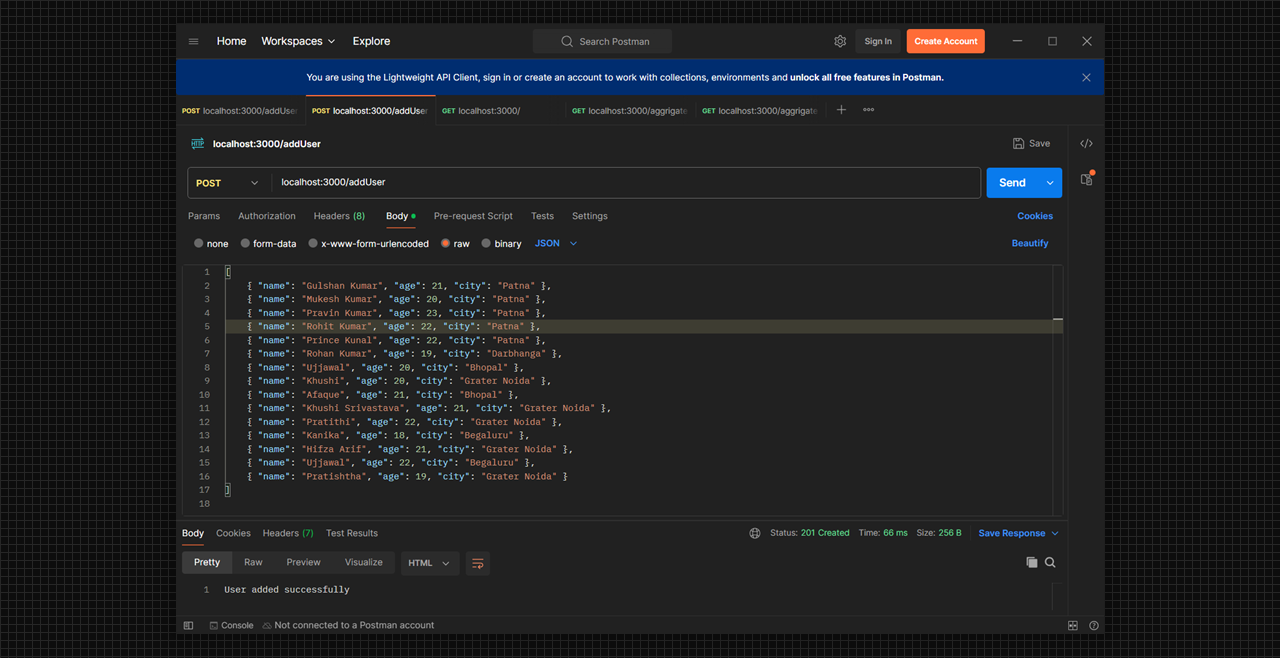 Home Workspaces Explore Search Postman Sign In Create Account
You are using the Lightweight API Client, sign in or create an account to work with collections, environments and unlock all free features in Postman.
POST localhost:3000/addUser POST localhost:3000/addUser GET localhost:3000/ GET localhost:3000/aggrigate GET localhost:3000/aggrigate
HTTP localhost:3000/addUser Save
POST localhost:3000/addUser Send
Params Authorization Headers (8) Body Pre-request Script Tests Settings Cookies
none form-data x-www-form-urlencoded raw binary JSON Beautify
1 [
2 { "name": "Gulshan Kumar", "age": 21, "city": "Patna" },
3 { "name": "Mukesh Kumar", "age": 20, "city": "Patna" },
4 { "name": "Pravin Kumar", "age": 23, "city": "Patna" },
5 { "name": "Rohit Kumar", "age": 22, "city": "Patna" },
6 { "name": "Prince Kunal", "age": 22, "city": "Patna" },
7 { "name": "Rohan Kumar", "age": 19, "city": "Darbhanga" },
8 { "name": "Ujjawal", "age": 20, "city": "Bhopal" },
9 { "name": "Khushi", "age": 20, "city": "Grater Noida" },
10 { "name": "Afaque", "age": 21, "city": "Bhopal" },
11 { "name": "Khushi Srivastava", "age": 21, "city": "Grater Noida" },
12 { "name": "Pratithi", "age": 22, "city": "Grater Noida" },
13 { "name": "Kanika", "age": 18, "city": "Begaluru" },
14 { "name": "Hifza Arif", "age": 21, "city": "Grater Noida" },
15 { "name": "Ujjawal", "age": 22, "city": "Begaluru" },
16 { "name": "Pratishtha", "age": 19, "city": "Grater Noida" }
17 ]
18
Body Cookies Headers (7) Test Results Status: 201 Created Time: 66 ms Size: 256 B Save Response
Pretty Raw Preview Visualize HTML
1 User added successfully
Console Not connected to a Postman account